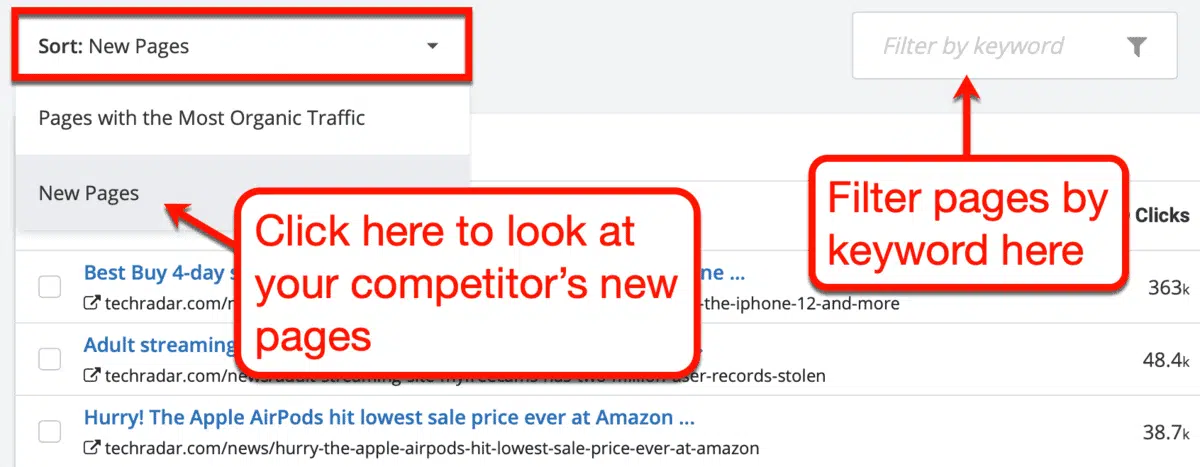 Sort: New Pages
Filter by keyword
Pages with the Most Organic Traffic
New Pages
Click here to look at
your competitor's new
pages
Filter pages by
keyword here
Clicks
Best Buy 4-day ne ...
techradar.com/ -the-iphone-12-and-more
363k
Adult streaming
techradar.com/news/adult-streaming-site-myfreecams-has-two-million-user-records-stolen
48.4k
Hurry! The Apple AirPods hit lowest sale price ever at Amazon ...
techradar.com/news/hurry-the-apple-airpods-hit-lowest-sale-price-ever-at-amazon
38.7k